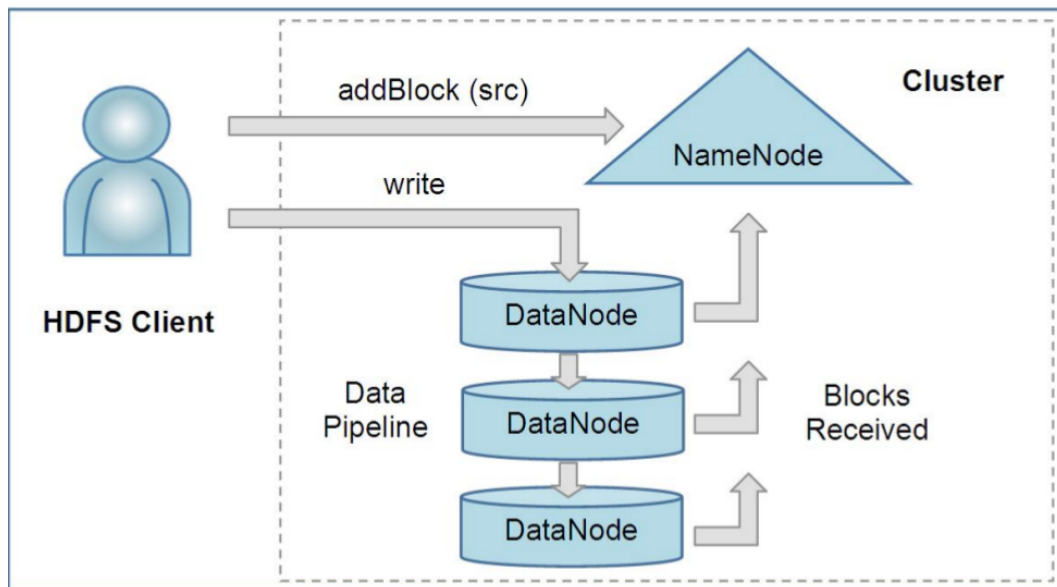 addBlock (src)
Cluster
NameNode
write
DataNode
HDFS Client
Data
Pipeline
DataNode
Blocks
Received
DataNode